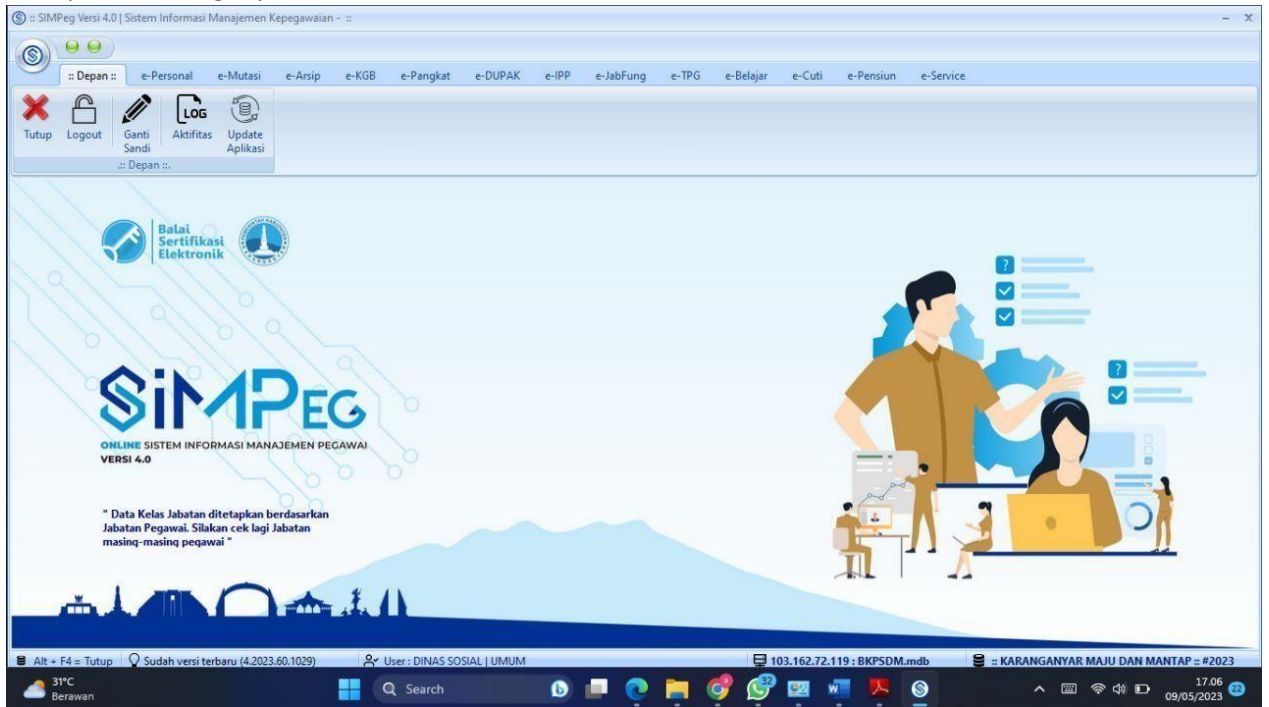 :: SIMPeg Versi 4.0 | Sistem Informasi Manajemen Kepegawaian - ::
:: Depan :: e-Personal e-Mutasi e-Arsip e-KGB e-Pangkat e-DUPAK e-IPP e-JabFung e-TPG e-Belajar e-Cuti e-Pensiun e-Service
LOG
Tutup Logout Ganti Sandi Aktifitas Update Aplikasi
.:: Depan ::.
Balai
Sertifikasi
Elektronik
SiMPEG
ONLINE SISTEM INFORMASI MANAJEMEN PEGAWAI
VERSI 4.0
" Data Kelas Jabatan ditetapkan berdasarkan
Jabatan Pegawai. Silakan cek lagi Jabatan
masing-masing pegawai "
Alt + F4 = Tutup Sudah versi terbaru (4.2023.60.1029) User : DINAS SOSIAL | UMUM 103.162.72.119 : BKPSDM.mdb :: KARANGANYAR MAJU DAN MANTAP :: #2023
31°C
Berawan
Search
32
17.06
09/05/2023
22